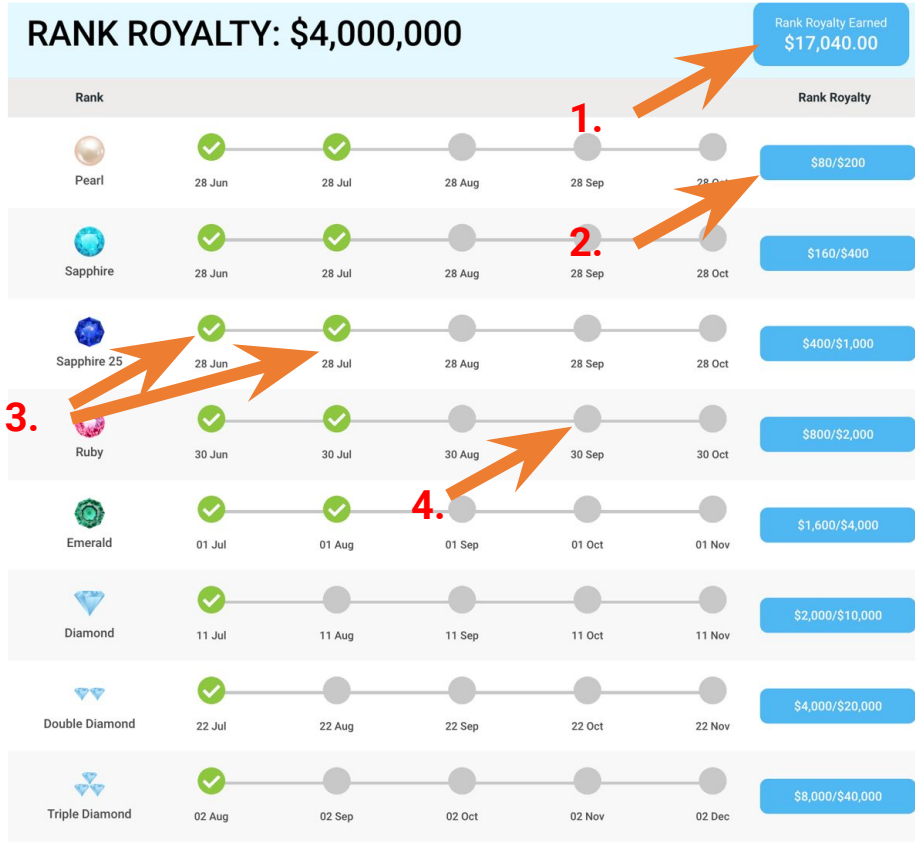 RANK ROYALTY: $4,000,000
Rank Royalty Earned
$17,040.00
Rank
Rank Royalty
1.
Pearl
28 Jun
28 Jul
28 Aug
28 Sep
28 Oct
$80/$200
2.
Sapphire
28 Jun
28 Jul
28 Aug
28 Sep
28 Oct
$160/$400
Sapphire 25
28 Jun
28 Jul
28 Aug
28 Sep
28 Oct
$400/$1,000
3.
Ruby
30 Jun
30 Jul
30 Aug
30 Sep
30 Oct
$800/$2,000
4.
Emerald
01 Jul
01 Aug
01 Sep
01 Oct
01 Nov
$1,600/$4,000
Diamond
11 Jul
11 Aug
11 Sep
11 Oct
11 Nov
$2,000/$10,000
Double Diamond
22 Jul
22 Aug
22 Sep
22 Oct
22 Nov
$4,000/$20,000
Triple Diamond
02 Aug
02 Sep
02 Oct
02 Nov
02 Dec
$8,000/$40,000